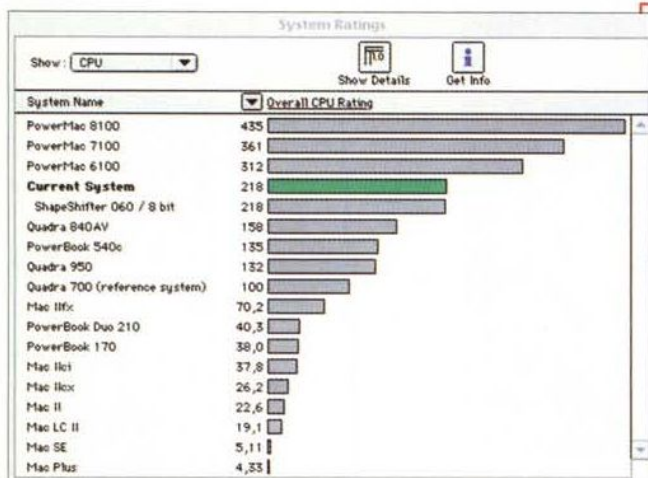 System Ratings
Show: CPU
Show Details
Get Info
System Name Overall CPU Rating
PowerMac 8100 435
PowerMac 7100 361
PowerMac 6100 312
Current System 218
ShapeShifter 060 / 8 bit 218
Quadra 840AV 158
PowerBook 540c 135
Quadra 950 132
Quadra 700 (reference system) 100
Mac IIfx 70,2
PowerBook Duo 210 40,3
PowerBook 170 38,0
Mac IIci 37,8
Mac IIcx 26,2
Mac II 22,6
Mac LC II 19,1
Mac SE 5,11
Mac Plus 4,33